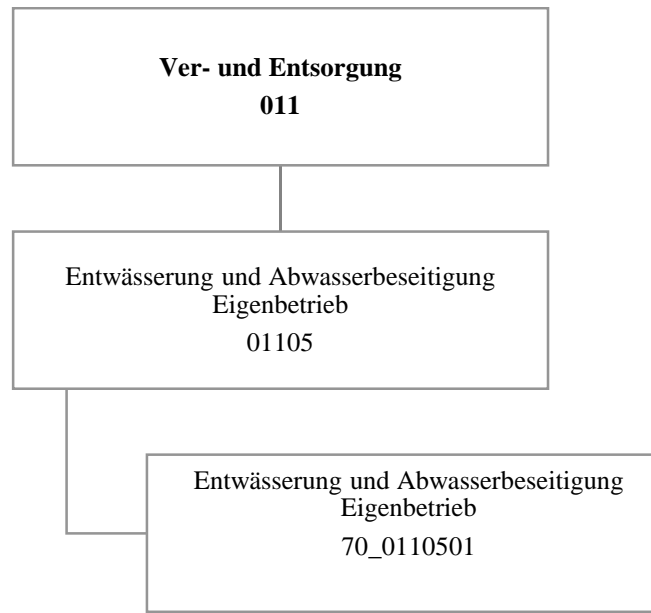 Ver- und Entsorgung
011
Entwässerung und Abwasserbeseitigung
Eigenbetrieb
01105
Entwässerung und Abwasserbeseitigung
Eigenbetrieb
70_0110501